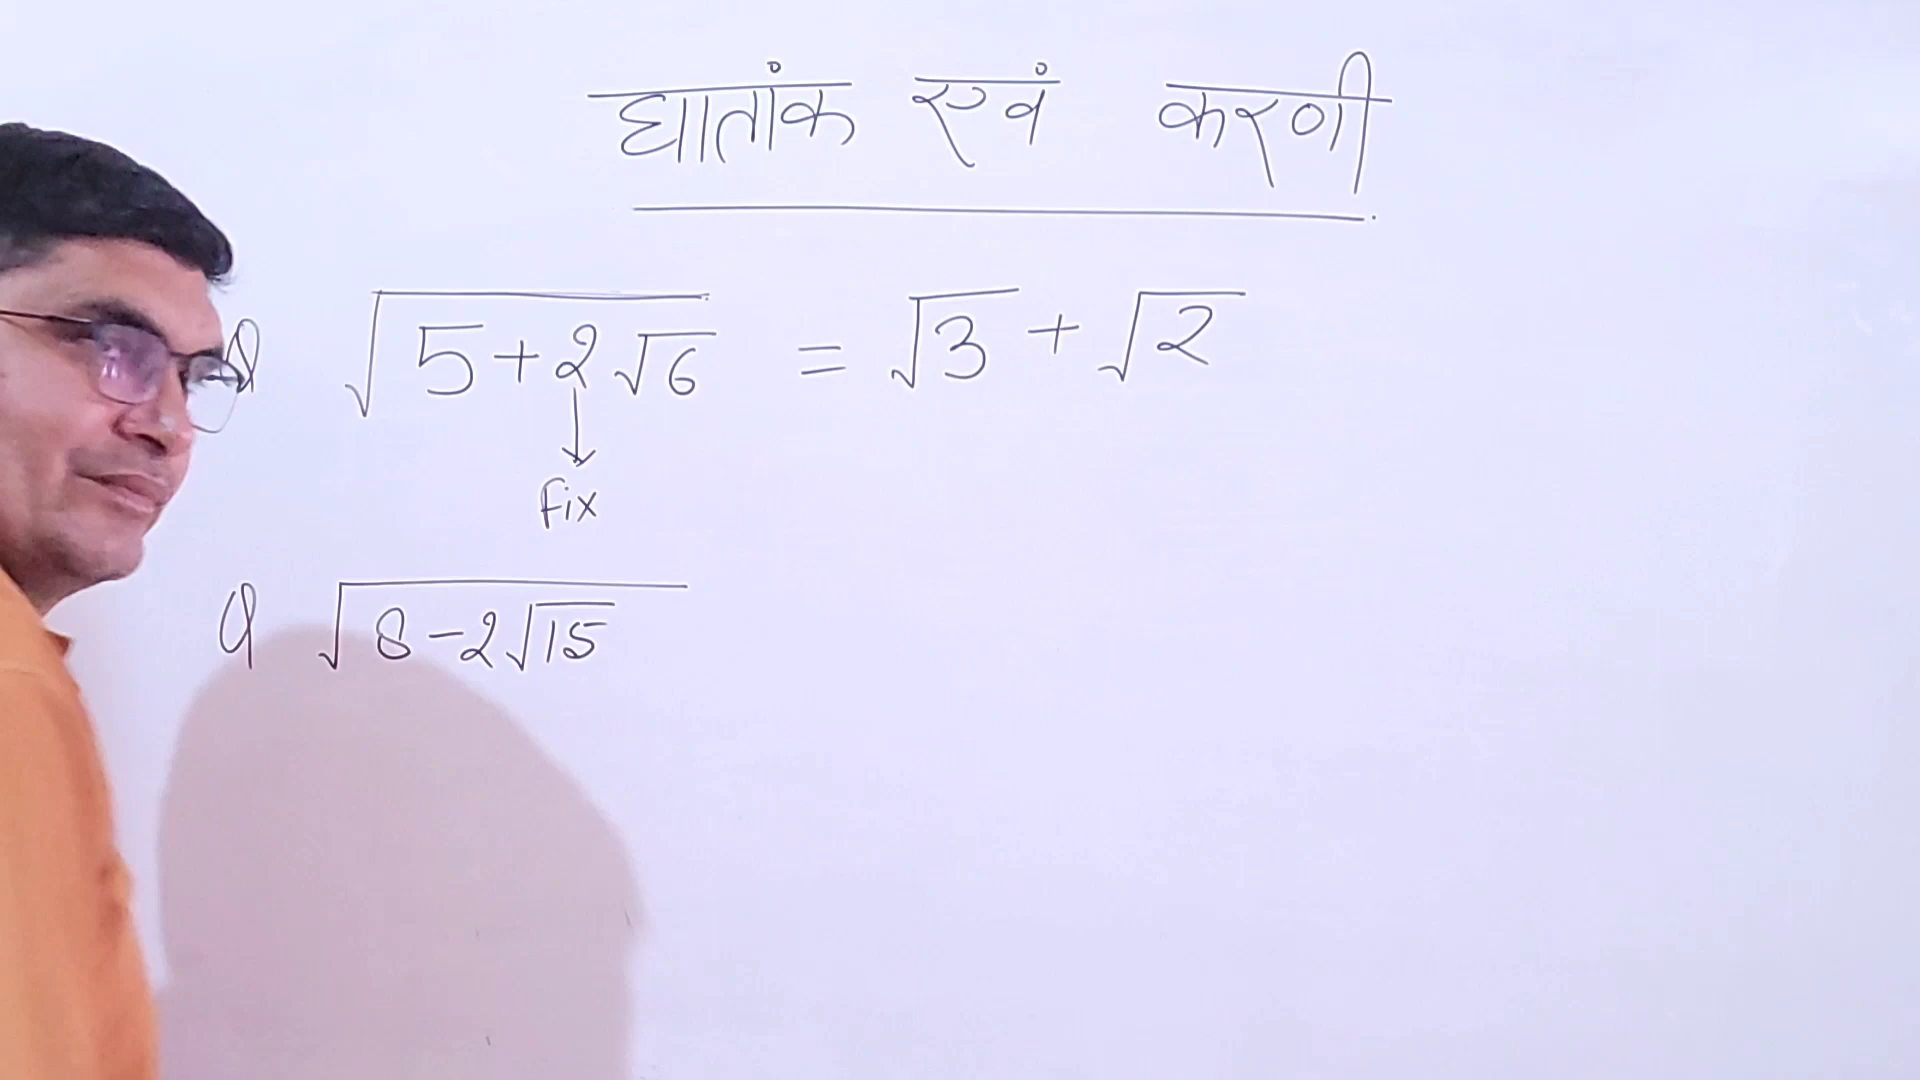 घातांक एवं करणी
Q √(5+2√6) = √3 + √2
↓
fix
Q √(8-2√15)